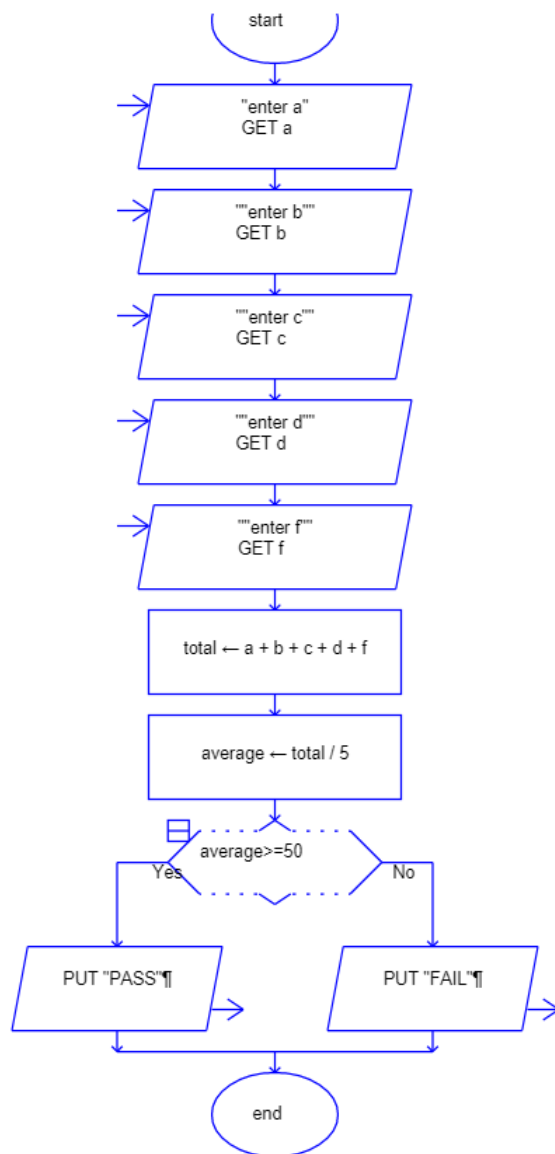 start
"enter a"
GET a
""enter b""
GET b
""enter c""
GET c
""enter d""
GET d
""enter f""
GET f
total ← a + b + c + d + f
average ← total / 5
average>=50
Yes
No
PUT "PASS"¶
PUT "FAIL"¶
end